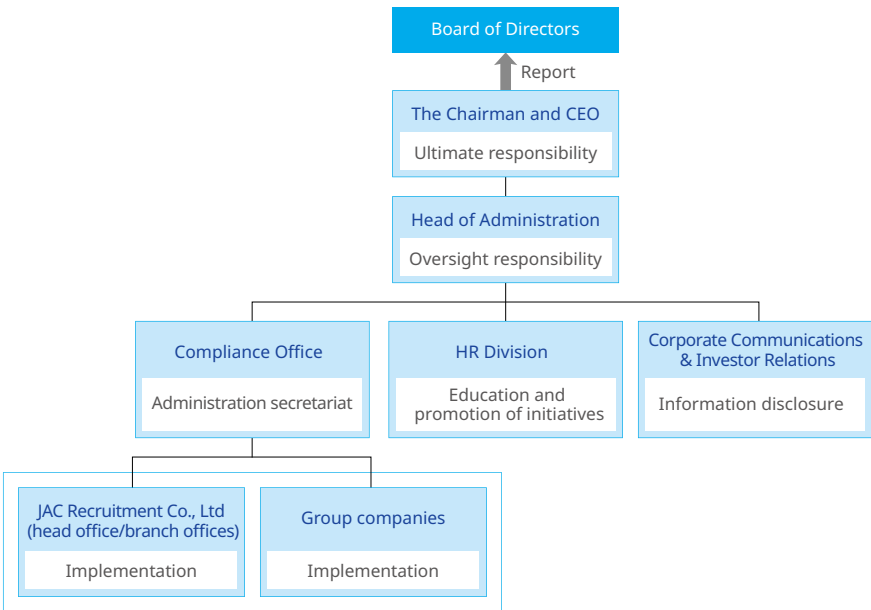 Board of Directors
Report
The Chairman and CEO
Ultimate responsibility
Head of Administration
Oversight responsibility
Compliance Office
Administration secretariat
HR Division
Education and
promotion of initiatives
Corporate Communications
& Investor Relations
Information disclosure
JAC Recruitment Co., Ltd
(head office/branch offices)
Implementation
Group companies
Implementation